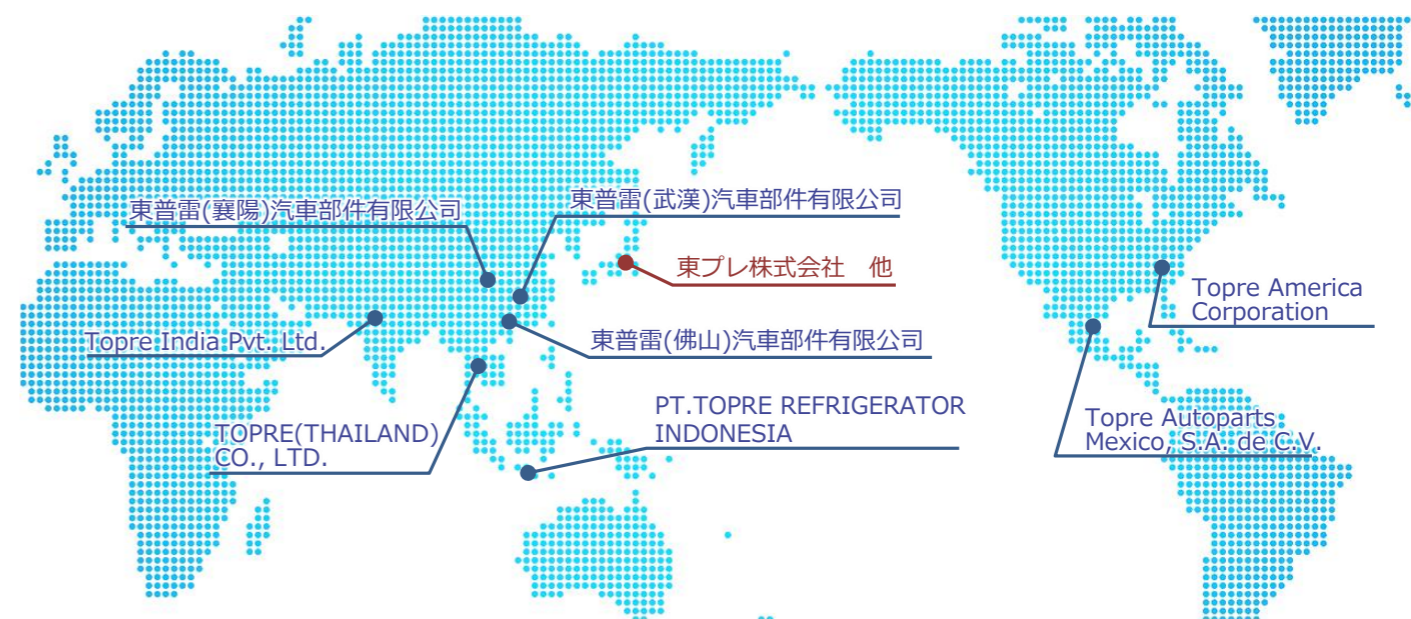 東普雷(襄陽)汽車部件有限公司
東普雷(武漢)汽車部件有限公司
東プレ株式会社　他
Topre America
Corporation
Topre India Pvt. Ltd.
東普雷(佛山)汽車部件有限公司
PT.TOPRE REFRIGERATOR
INDONESIA
Topre Autoparts
Mexico, S.A. de C.V.
TOPRE(THAILAND)
CO., LTD.